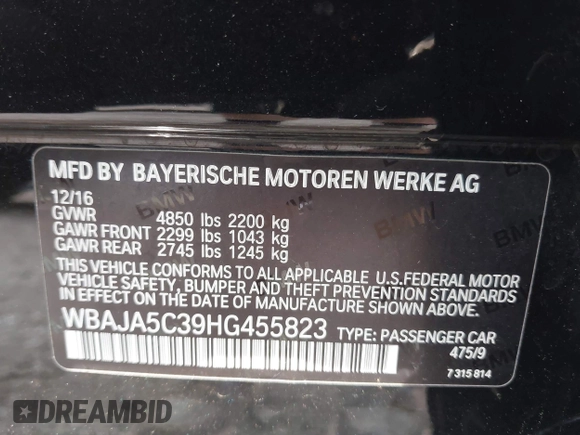 MFD BY BAYERISCHE MOTOREN WERKE AG
12/16
GVWR 4850 lbs 2200 kg
GAWR FRONT 2299 lbs 1043 kg
GAWR REAR 2745 lbs 1245 kg
THIS VEHICLE CONFORMS TO ALL APPLICABLE U.S.FEDERAL MOTOR
VEHICLE SAFETY, BUMPER AND THEFT PREVENTION STANDARDS
IN EFFECT ON THE DATE OF MANUFACTURE SHOWN ABOVE.
WBAJA5C39HG455823 TYPE: PASSENGER CAR
475/9
7 315 814
DREAMBID